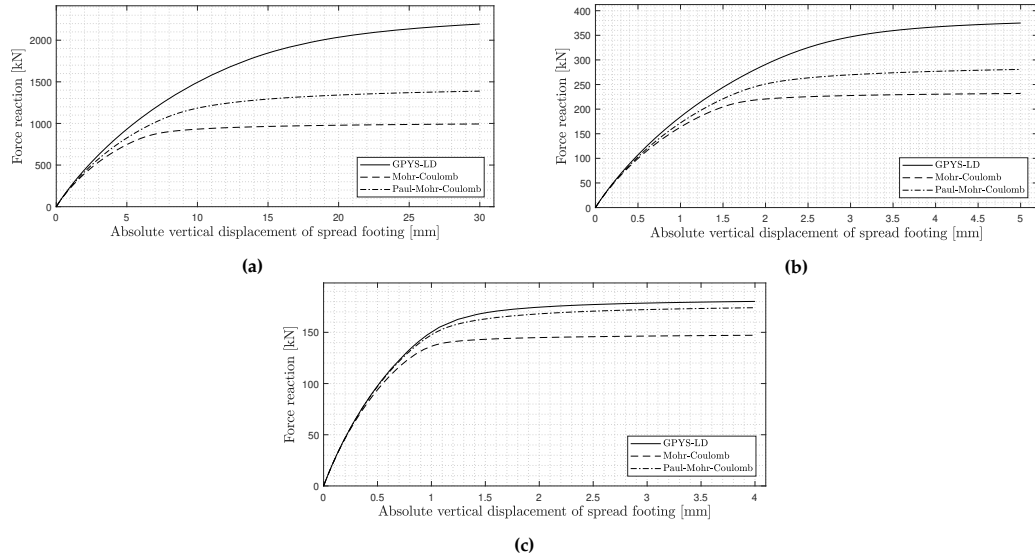 2000
1500
1000
500
0
Force reaction [kN]
0 5 10 15 20 25 30
Absolute vertical displacement of spread footing [mm]
GPYS-LD
Mohr-Coulomb
Paul-Mohr-Coulomb
(a)
400
350
300
250
200
150
100
50
0
Force reaction [kN]
0 0.5 1 1.5 2 2.5 3 3.5 4 4.5 5
Absolute vertical displacement of spread footing [mm]
GPYS-LD
Mohr-Coulomb
Paul-Mohr-Coulomb
(b)
150
100
50
0
Force reaction [kN]
0 0.5 1 1.5 2 2.5 3 3.5 4
Absolute vertical displacement of spread footing [mm]
GPYS-LD
Mohr-Coulomb
Paul-Mohr-Coulomb
(c)